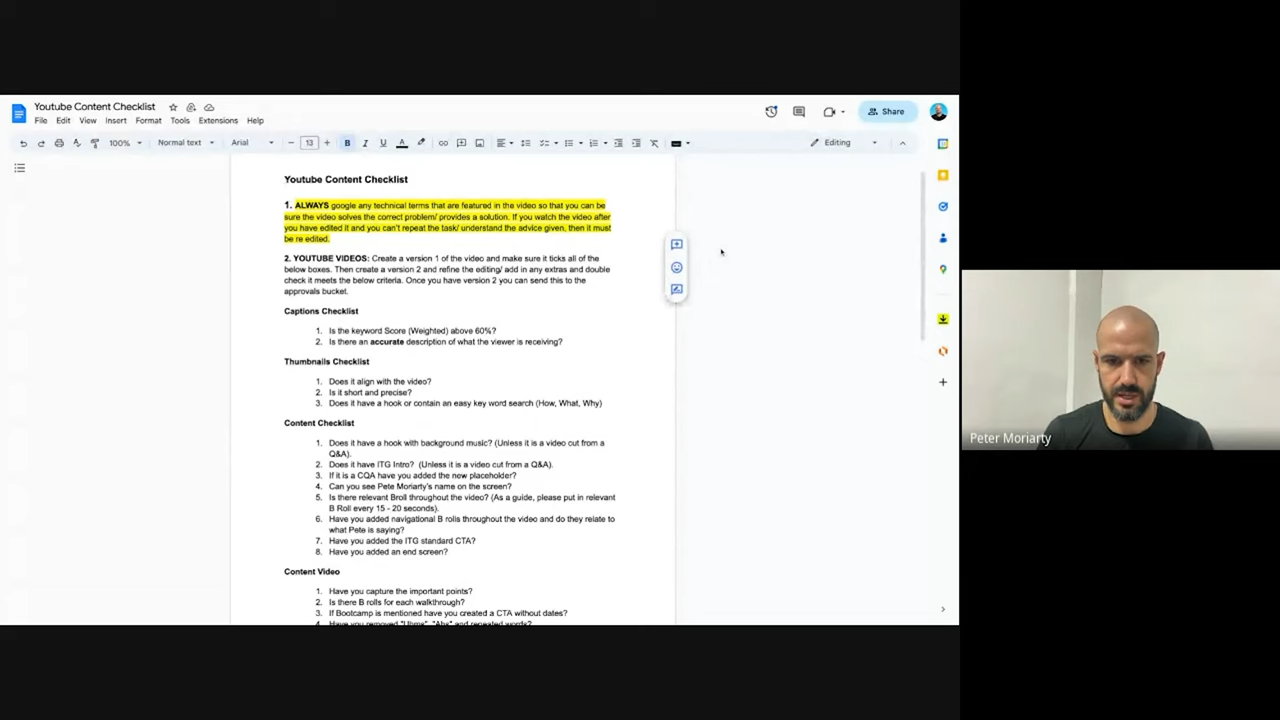 Youtube Content Checklist
File Edit View Insert Format Tools Extensions Help
Share
100% Normal text Arial 13 Editing
Youtube Content Checklist
1. ALWAYS google any technical terms that are featured in the video so that you can be
sure the video solves the correct problem/ provides a solution. If you watch the video after
you have edited it and you can't repeat the task/ understand the advice given, then it must
be re edited.
2. YOUTUBE VIDEOS: Create a version 1 of the video and make sure it ticks all of the
below boxes. Then create a version 2 and refine the editing/ add in any extras and double
check it meets the below criteria. Once you have version 2 you can send this to the
approvals bucket.
Captions Checklist
1. Is the keyword Score (Weighted) above 60%?
2. Is there an accurate description of what the viewer is receiving?
Thumbnails Checklist
1. Does it align with the video?
2. Is it short and precise?
3. Does it have a hook or contain an easy key word search (How, What, Why)
Content Checklist
1. Does it have a hook with background music? (Unless it is a video cut from a
Q&A).
2. Does it have ITG Intro? (Unless it is a video cut from a Q&A).
3. If it is a CQA have you added the new placeholder?
4. Can you see Pete Moriarty's name on the screen?
5. Is there relevant Broll throughout the video? (As a guide, please put in relevant
B Roll every 15 - 20 seconds).
6. Have you added navigational B rolls throughout the video and do they relate to
what Pete is saying?
7. Have you added the ITG standard CTA?
8. Have you added an end screen?
Content Video
1. Have you capture the important points?
2. Is there B rolls for each walkthrough?
3. If Bootcamp is mentioned have you created a CTA without dates?
4. Have you removed "Uhms", "Ahs" and repeated words?
Peter Moriarty